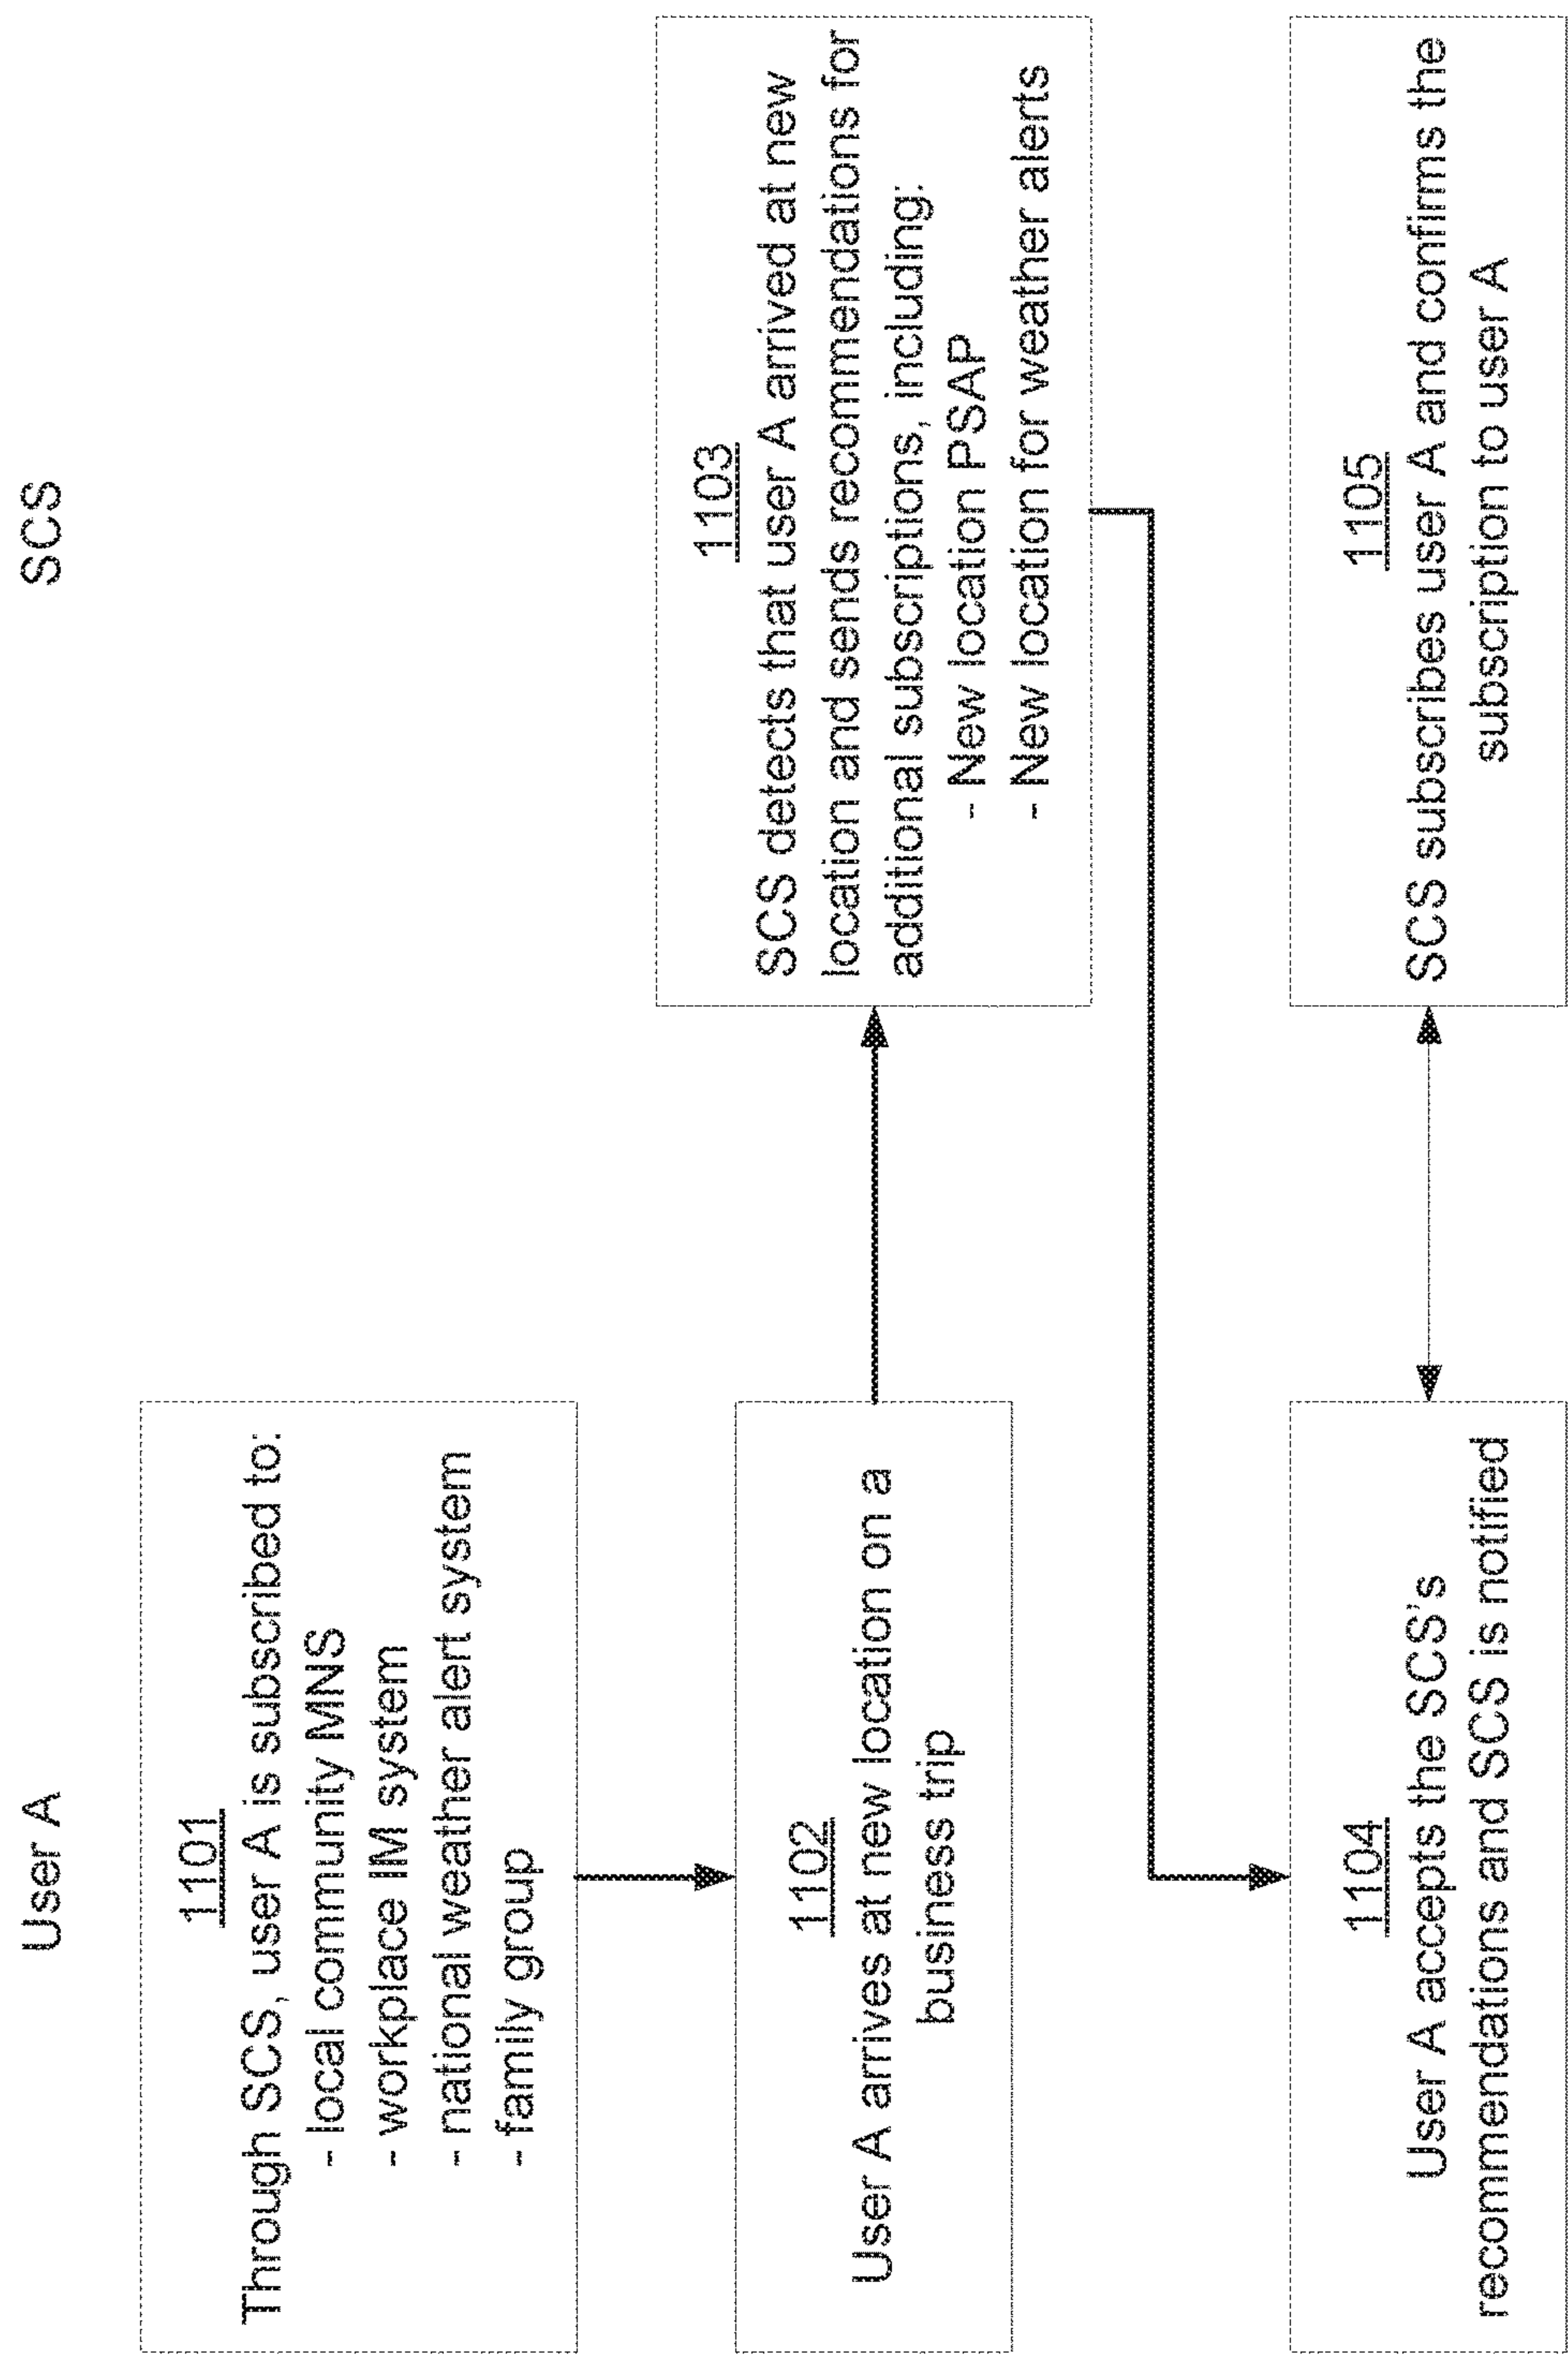 User A
SCS
1101
Through SCS, user A is subscribed to:
- local community MNS
- workplace IM system
- national weather alert system
- family group
1102
User A arrives at new location on a
business trip
1103
SCS detects that user A arrived at new
location and sends recommendations for
additional subscriptions, including:
- New location PSAP
- New location for weather alerts
1104
User A accepts the SCS's
recommendations and SCS is notified
1105
SCS subscribes user A and confirms the
subscription to user A